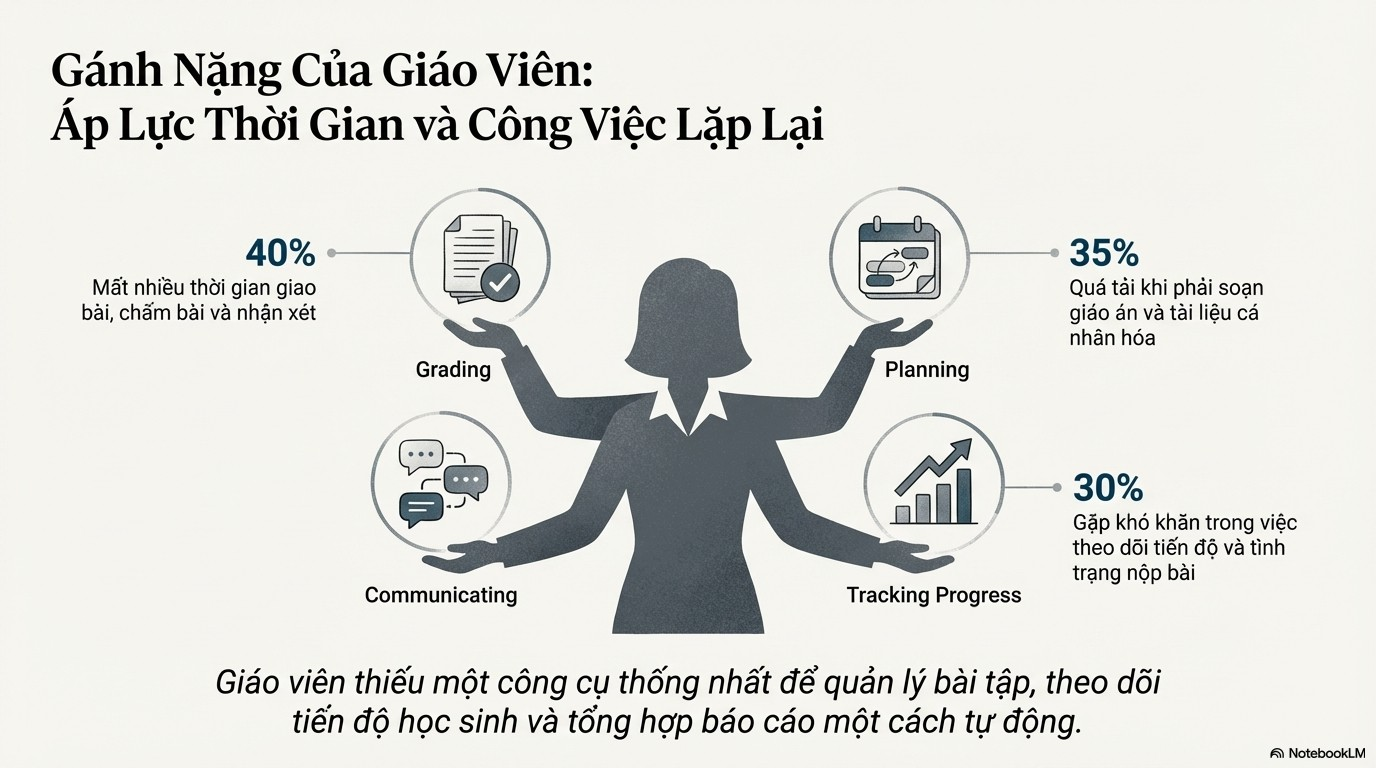 Gánh Nặng Của Giáo Viên:
Áp Lực Thời Gian và Công Việc Lặp Lại
40%
Mất nhiều thời gian giao
bài, chấm bài và nhận xét
Grading
35%
Quá tải khi phải soạn
giáo án và tài liệu cá
nhân hóa
Planning
Communicating
30%
Gặp khó khăn trong việc
theo dõi tiến độ và tình
trạng nộp bài
Tracking Progress
Giáo viên thiếu một công cụ thống nhất để quản lý bài tập, theo dõi
tiến độ học sinh và tổng hợp báo cáo một cách tự động.
NotebookLM